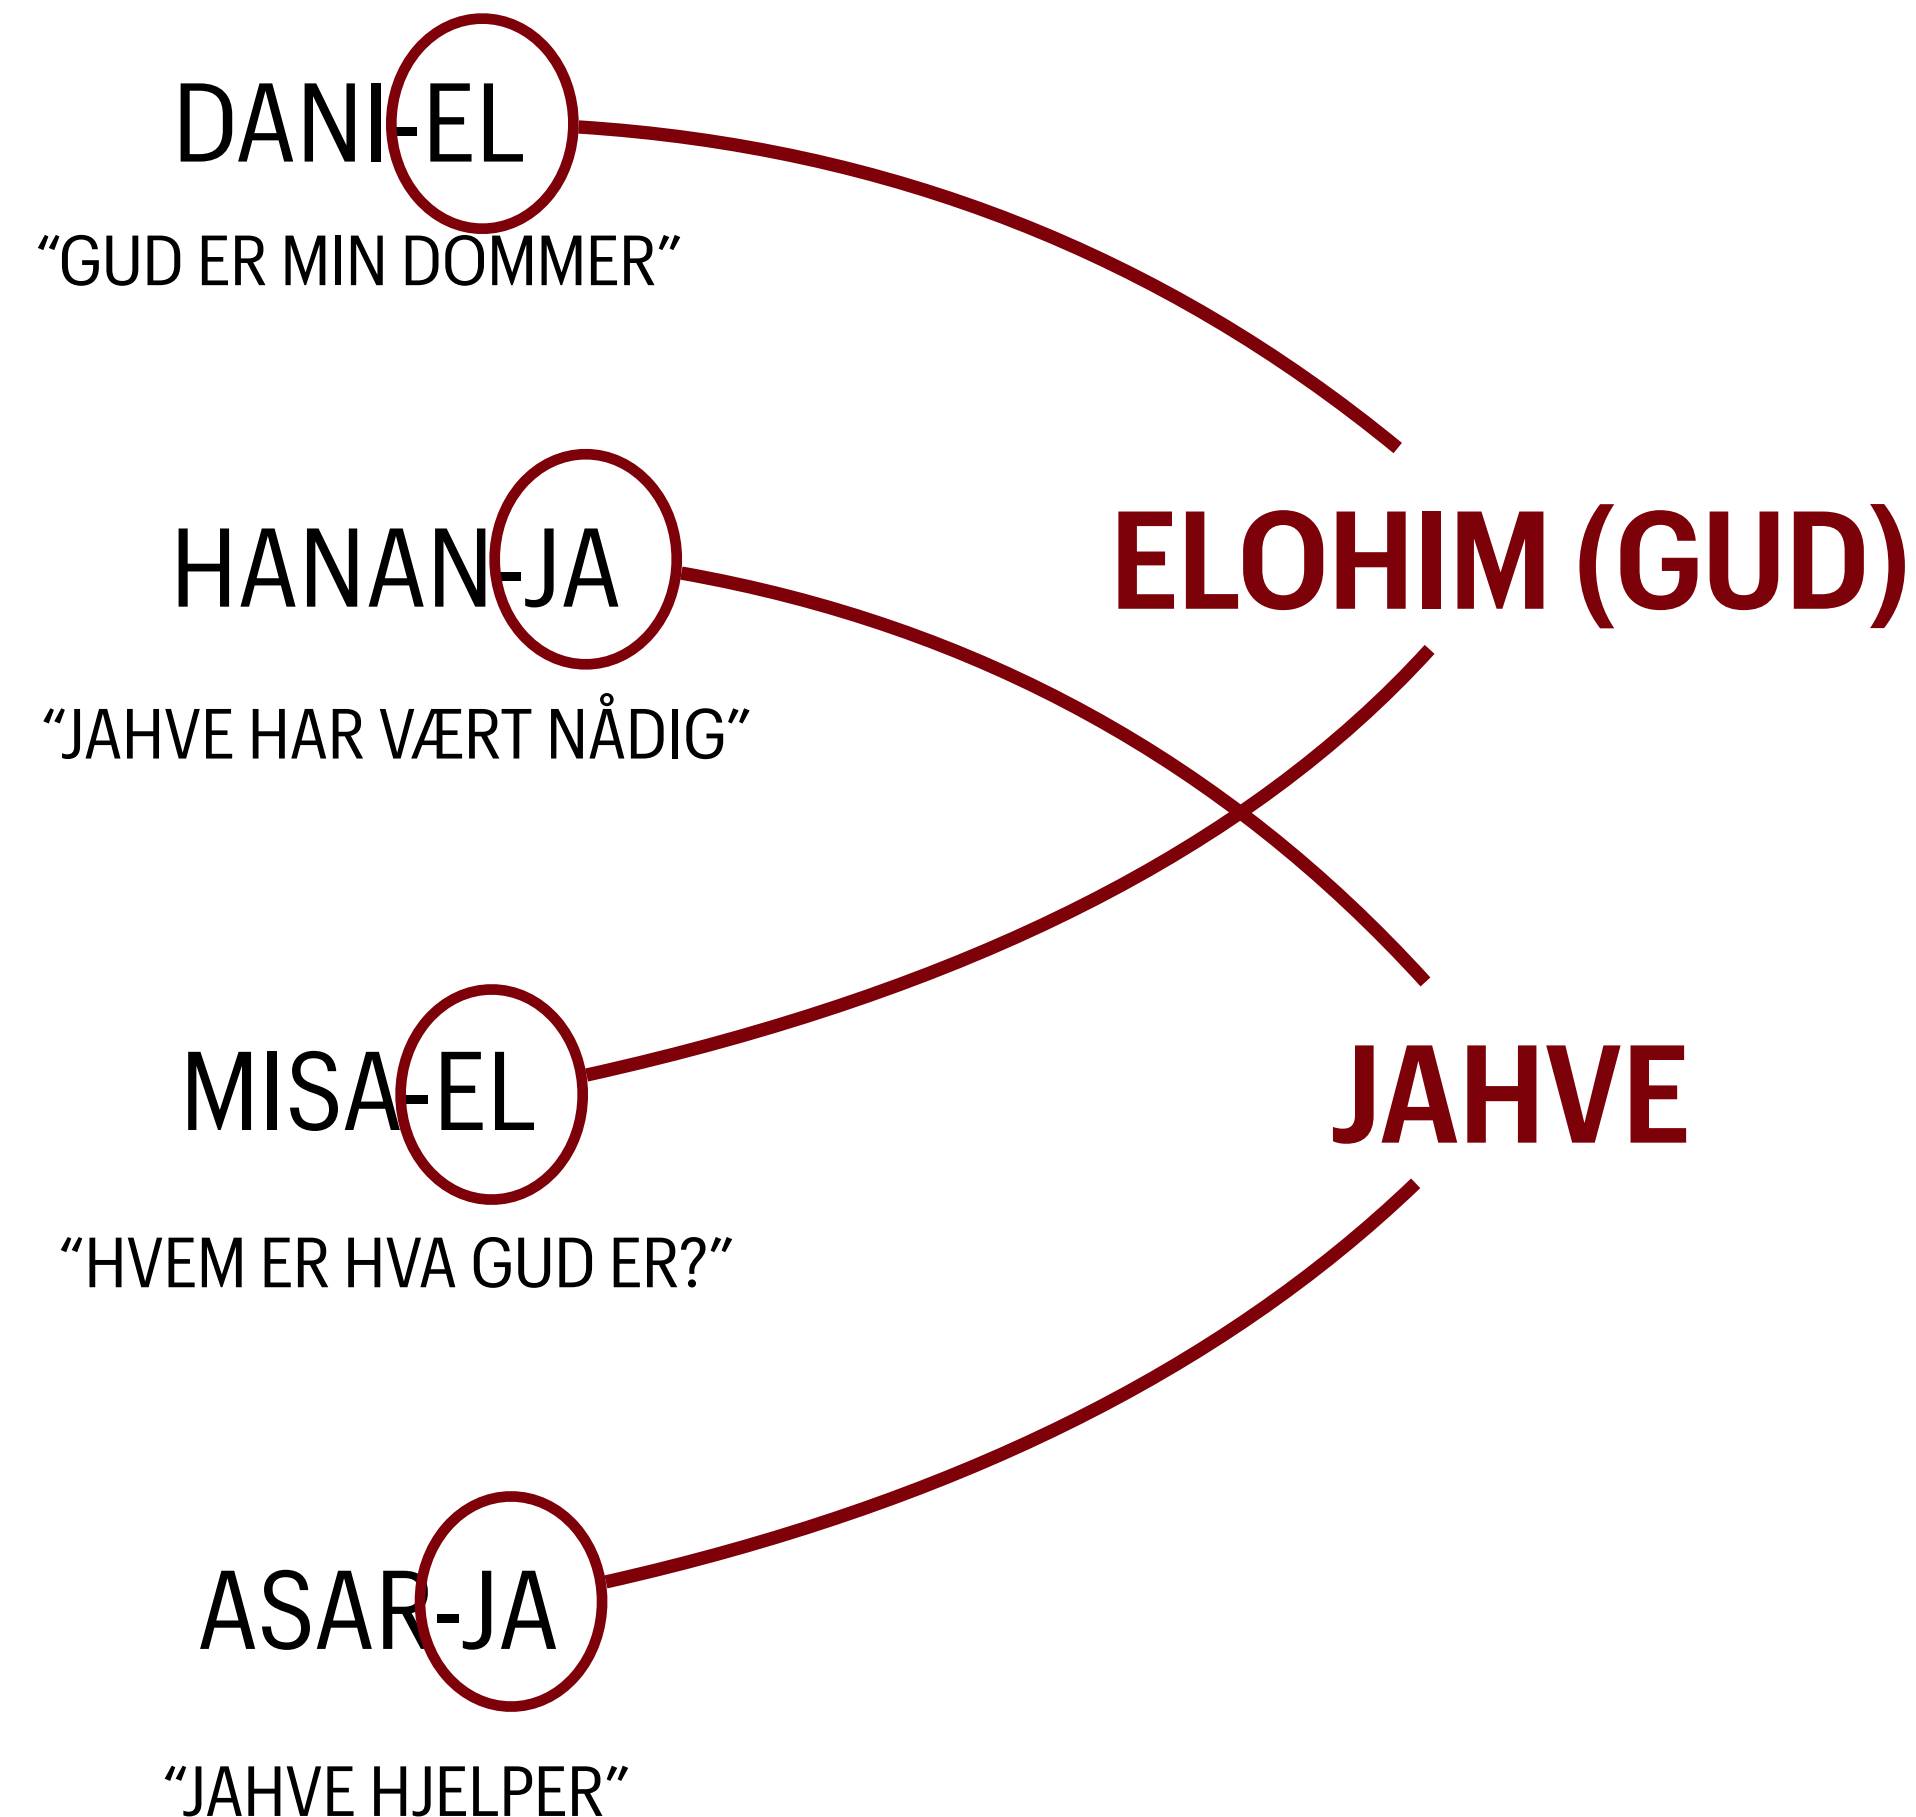 DANI-EL
“GUD ER MIN DOMMER”
HANAN-JA
“JAHVE HAR VÆRT NÅDIG”
ELOHIM (GUD)
MISA-EL
“HVEM ER HVA GUD ER?”
JAHVE
ASAR-JA
“JAHVE HJELPER”